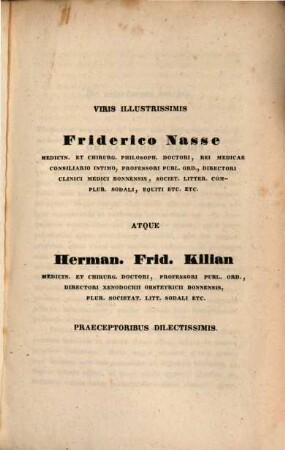 VIRIS ILLUSTRISSIMIS
Friderico Nasse
MEDICIN. ET CHIRURG. PHILOSOPH. DOCTORI, REI MEDICAE
CONSILIARIO INTIMO, PROFESSORI PUBL. ORD., DIRECTORI
CLINICI MEDICI BONNENSIS, SOCIET. LITTER. COM-
PLUR. SODALI, EQUITI ETC. ETC.
ATQUE
Herman. Frid. Kilian
MEDICIN. ET CHIRURG. DOCTORI, PROFESSORI PUBL. ORD.,
DIRECTORI XENODOCHII OBSTETRICII BONNENSIS,
PLUR. SOCIETAT. LITT. SODALI ETC.
PRAECEPTORIBUS DILECTISSIMIS.